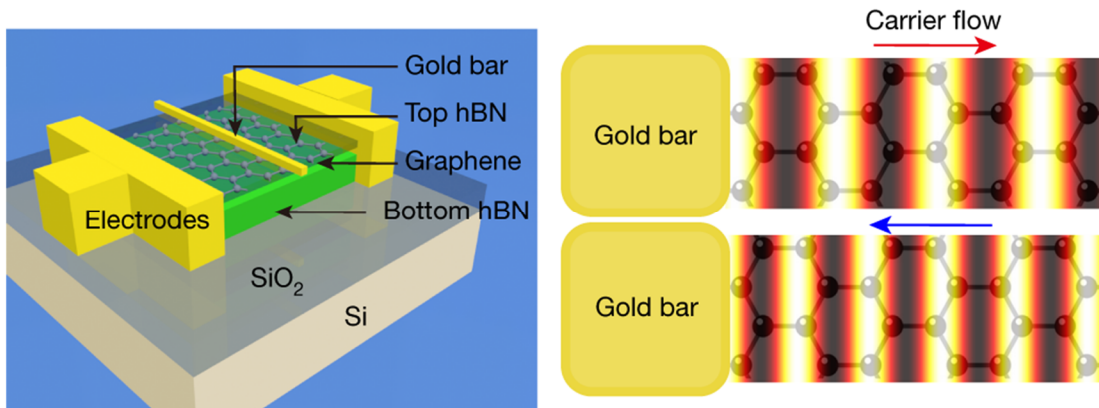 Gold bar
Top hBN
Graphene
Bottom hBN
Electrodes
SiO₂
Si
Carrier flow
Gold bar
Gold bar